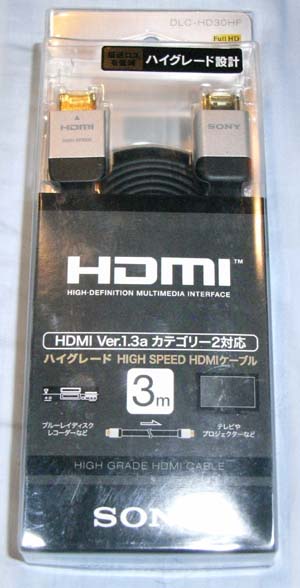 DLC-HD30HF
Full HD
ハイグレード設計
HDMI
SONY
HDMI™
HIGH-DEFINITION MULTIMEDIA INTERFACE
HDMI Ver.1.3a カテゴリー2対応
ハイグレード HIGH SPEED HDMIケーブル
3m
ブルーレイディスク
レコーダーなど
テレビや
プロジェクターなど
HIGH GRADE HDMI CABLE
SONY